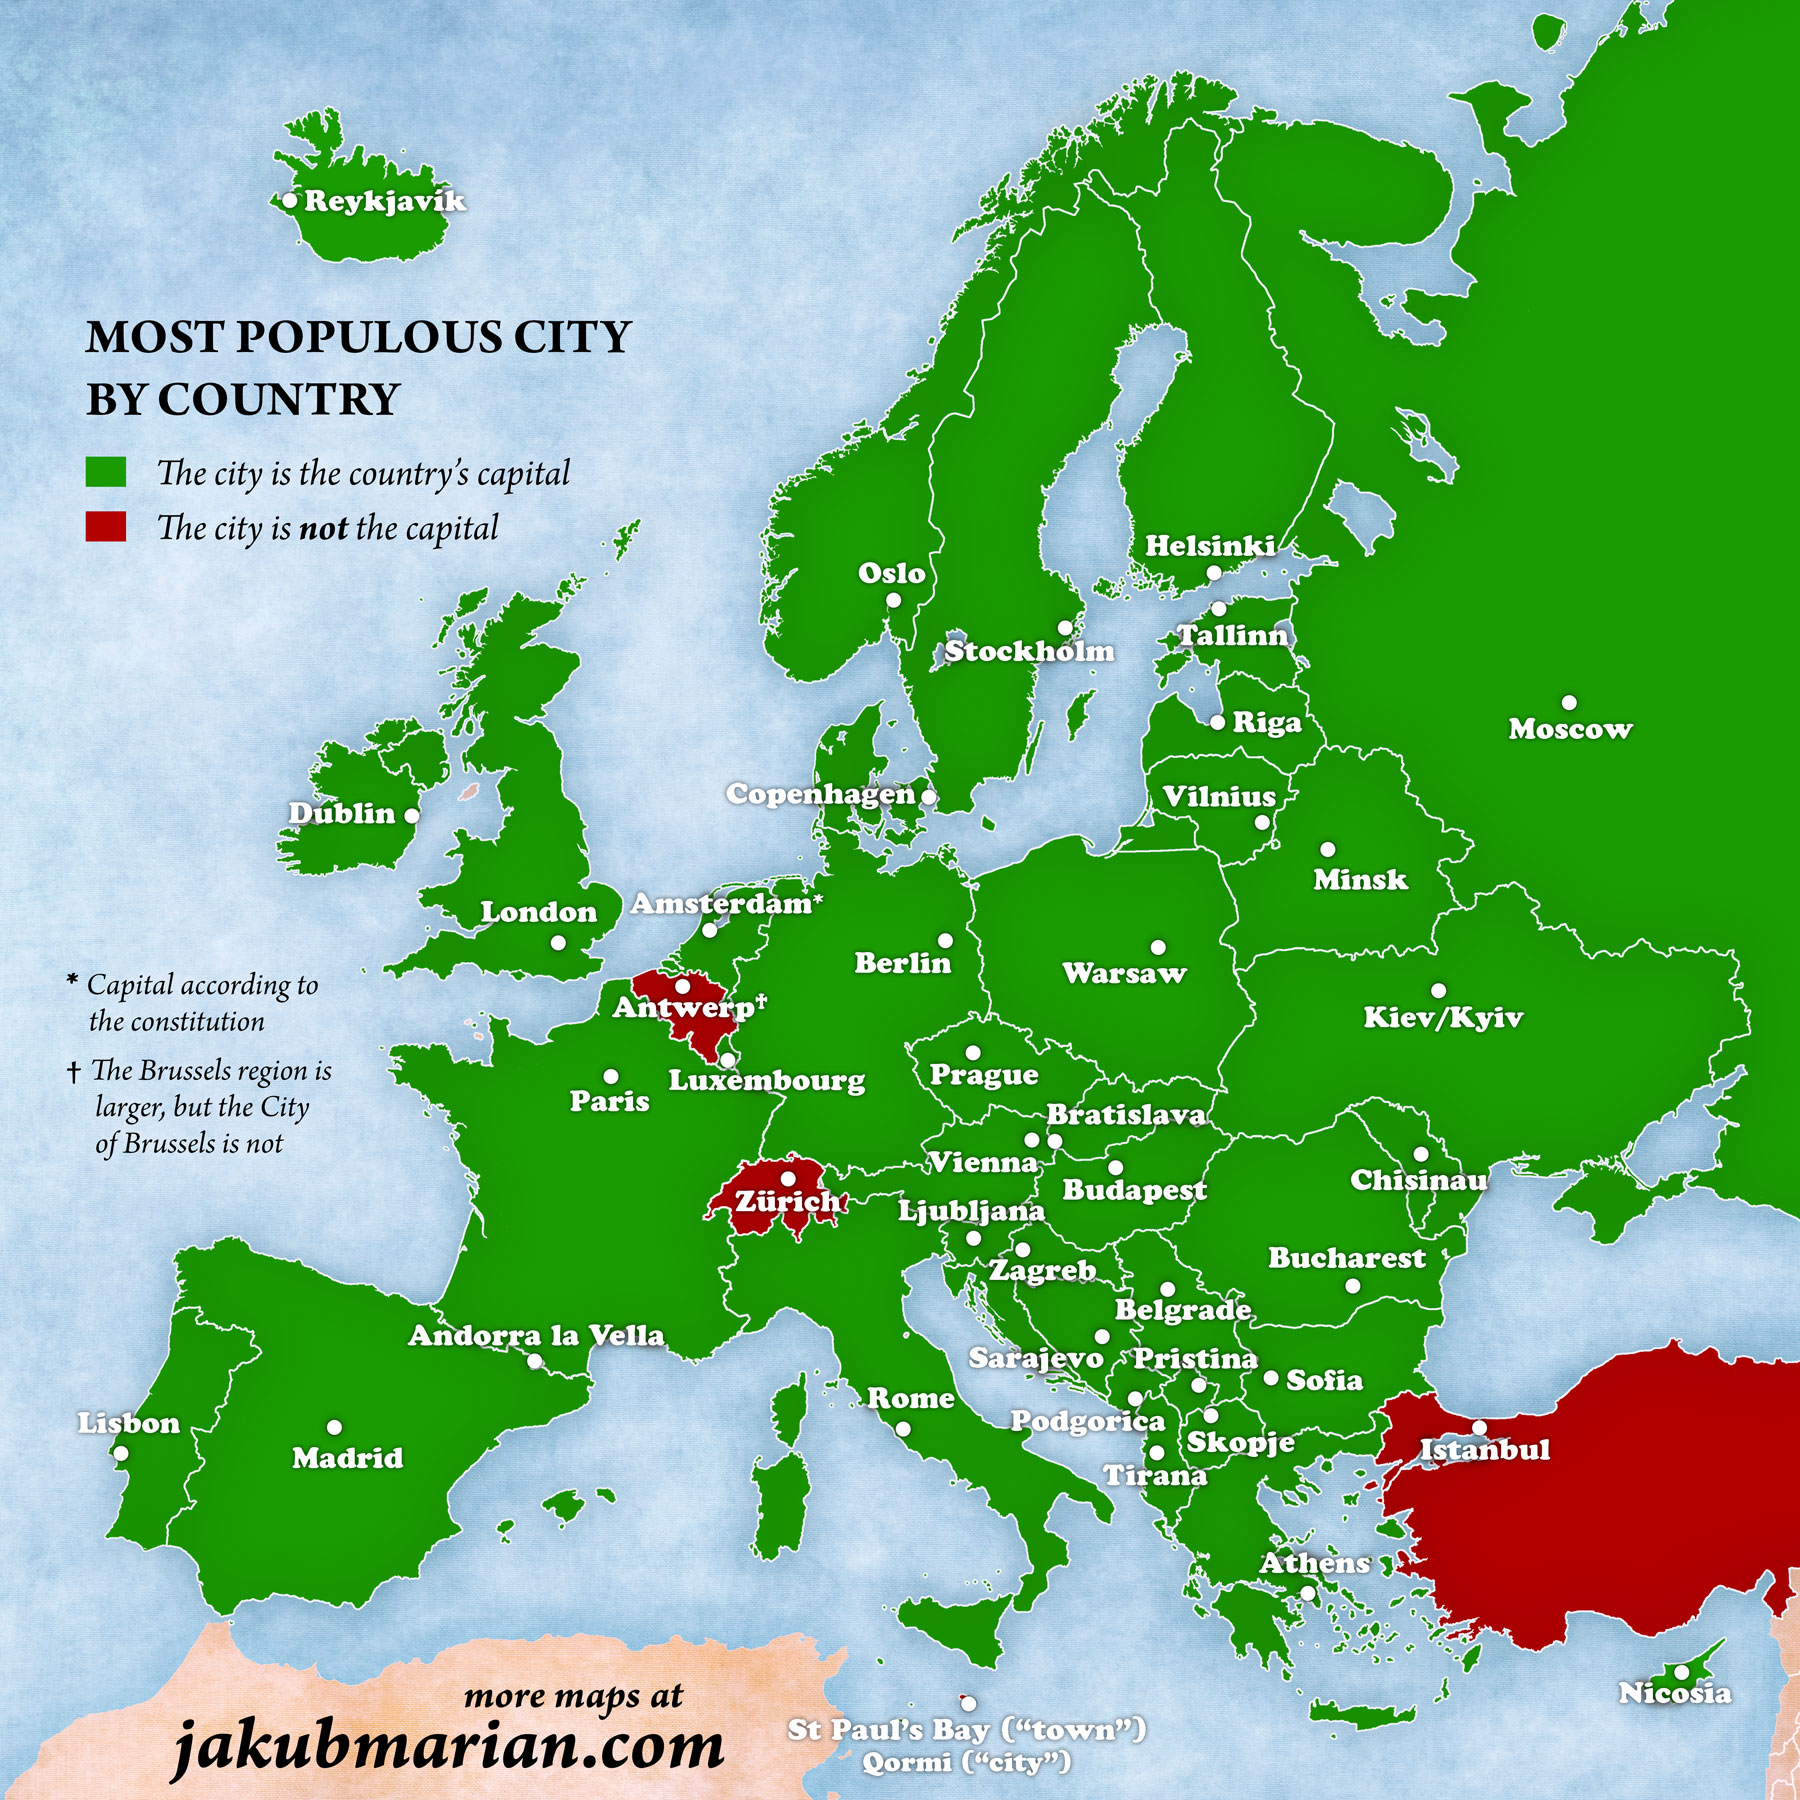 Reykjavík
MOST POPULOUS CITY
BY COUNTRY
The city is the country's capital
The city is not the capital
Helsinki
Oslo
Tallinn
Stockholm
Riga
Moscow
Copenhagen
Vilnius
Dublin
Minsk
London
Amsterdam*
Berlin
Warsaw
* Capital according to
the constitution
Antwerp†
Kiev/Kyiv
† The Brussels region is
larger, but the City
of Brussels is not
Luxembourg
Prague
Paris
Bratislava
Vienna
Chisinau
Budapest
Zürich
Ljubljana
Zagreb
Bucharest
Belgrade
Andorra la Vella
Sarajevo
Pristina
Sofia
Rome
Lisbon
Podgorica
Skopje
Istanbul
Madrid
Tirana
Athens
Nicosia
more maps at
jakubmarian.com
St Paul's Bay (“town”)
Qormi (“city”)